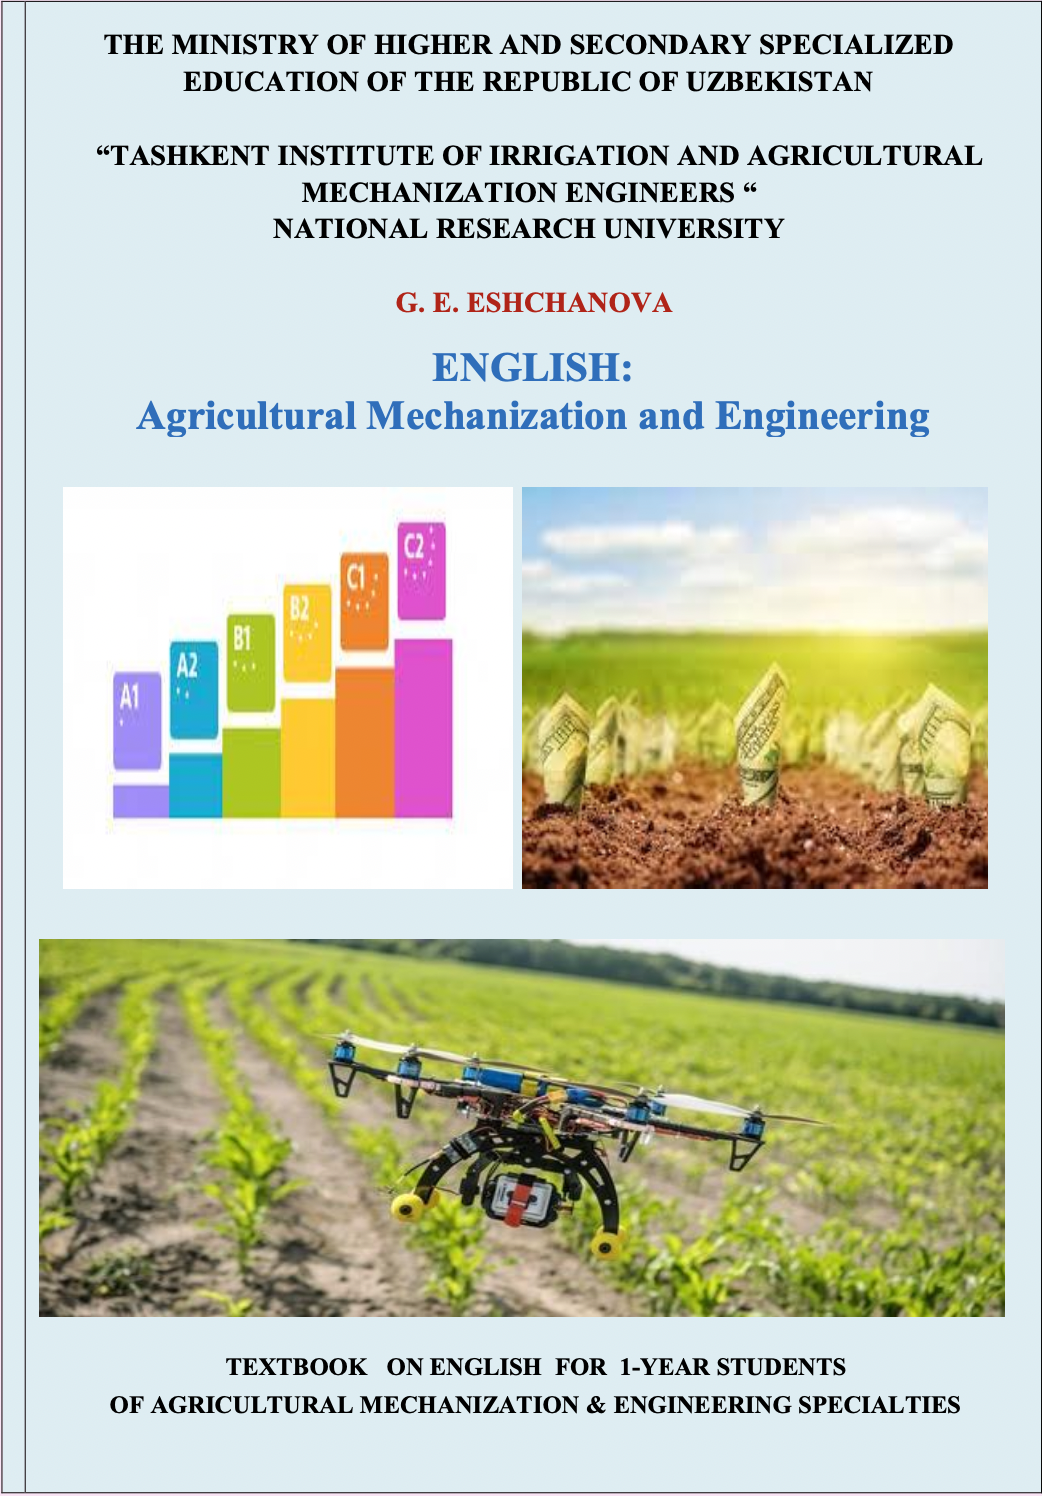 THE MINISTRY OF HIGHER AND SECONDARY SPECIALIZED
EDUCATION OF THE REPUBLIC OF UZBEKISTAN
“TASHKENT INSTITUTE OF IRRIGATION AND AGRICULTURAL
MECHANIZATION ENGINEERS “
NATIONAL RESEARCH UNIVERSITY
G. E. ESHCHANOVA
ENGLISH:
Agricultural Mechanization and Engineering
A1
A2
B1
B2
C1
C2
TEXTBOOK ON ENGLISH FOR 1-YEAR STUDENTS
OF AGRICULTURAL MECHANIZATION & ENGINEERING SPECIALTIES